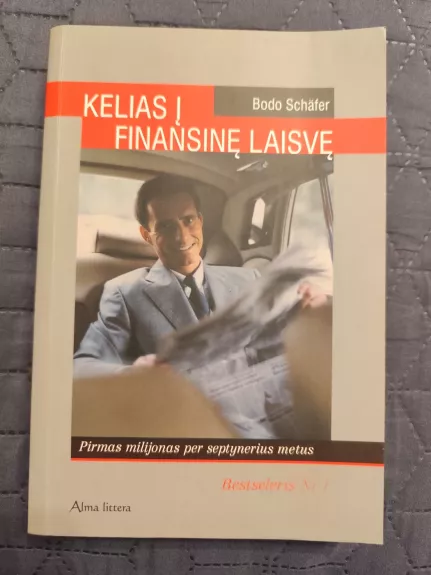 KELIAS Į
Bodo Schäfer
FINANSINĘ LAISVĘ
Pirmas milijonas per septynerius metus
Bestseleris Nr 1
Alma littera